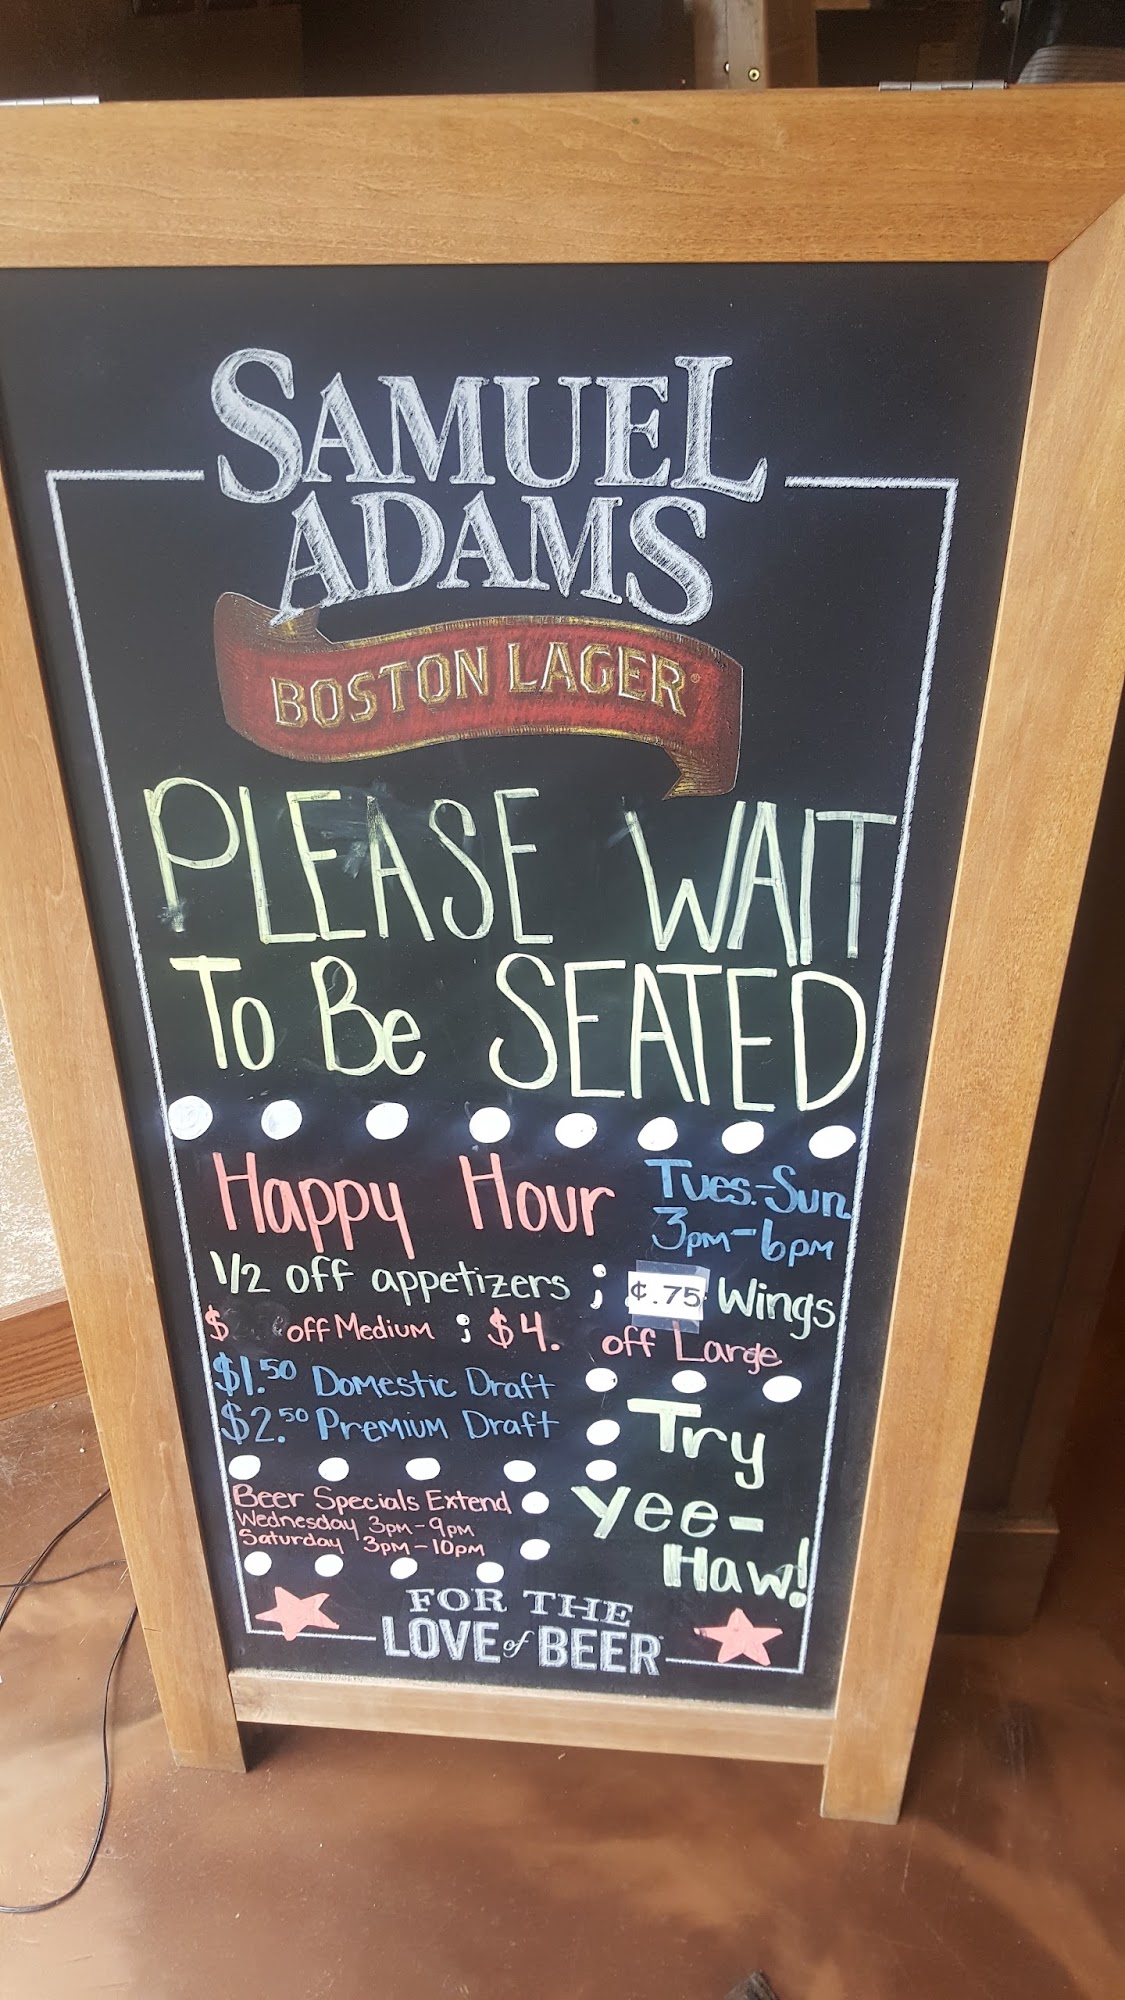 SAMUEL
ADAMS
BOSTON LAGER®
PLEASE WAIT
To Be SEATED
Happy Hour Tues.-Sun.
3pm-6pm
1/2 off appetizers ; ¢.75 Wings
$ off Medium ; $4. off Large
$1.50 Domestic Draft
$2.50 Premium Draft
Try
Yee-
Haw!
Beer Specials Extend
Wednesday 3pm-9pm
Saturday 3pm-10pm
FOR THE
LOVE of BEER